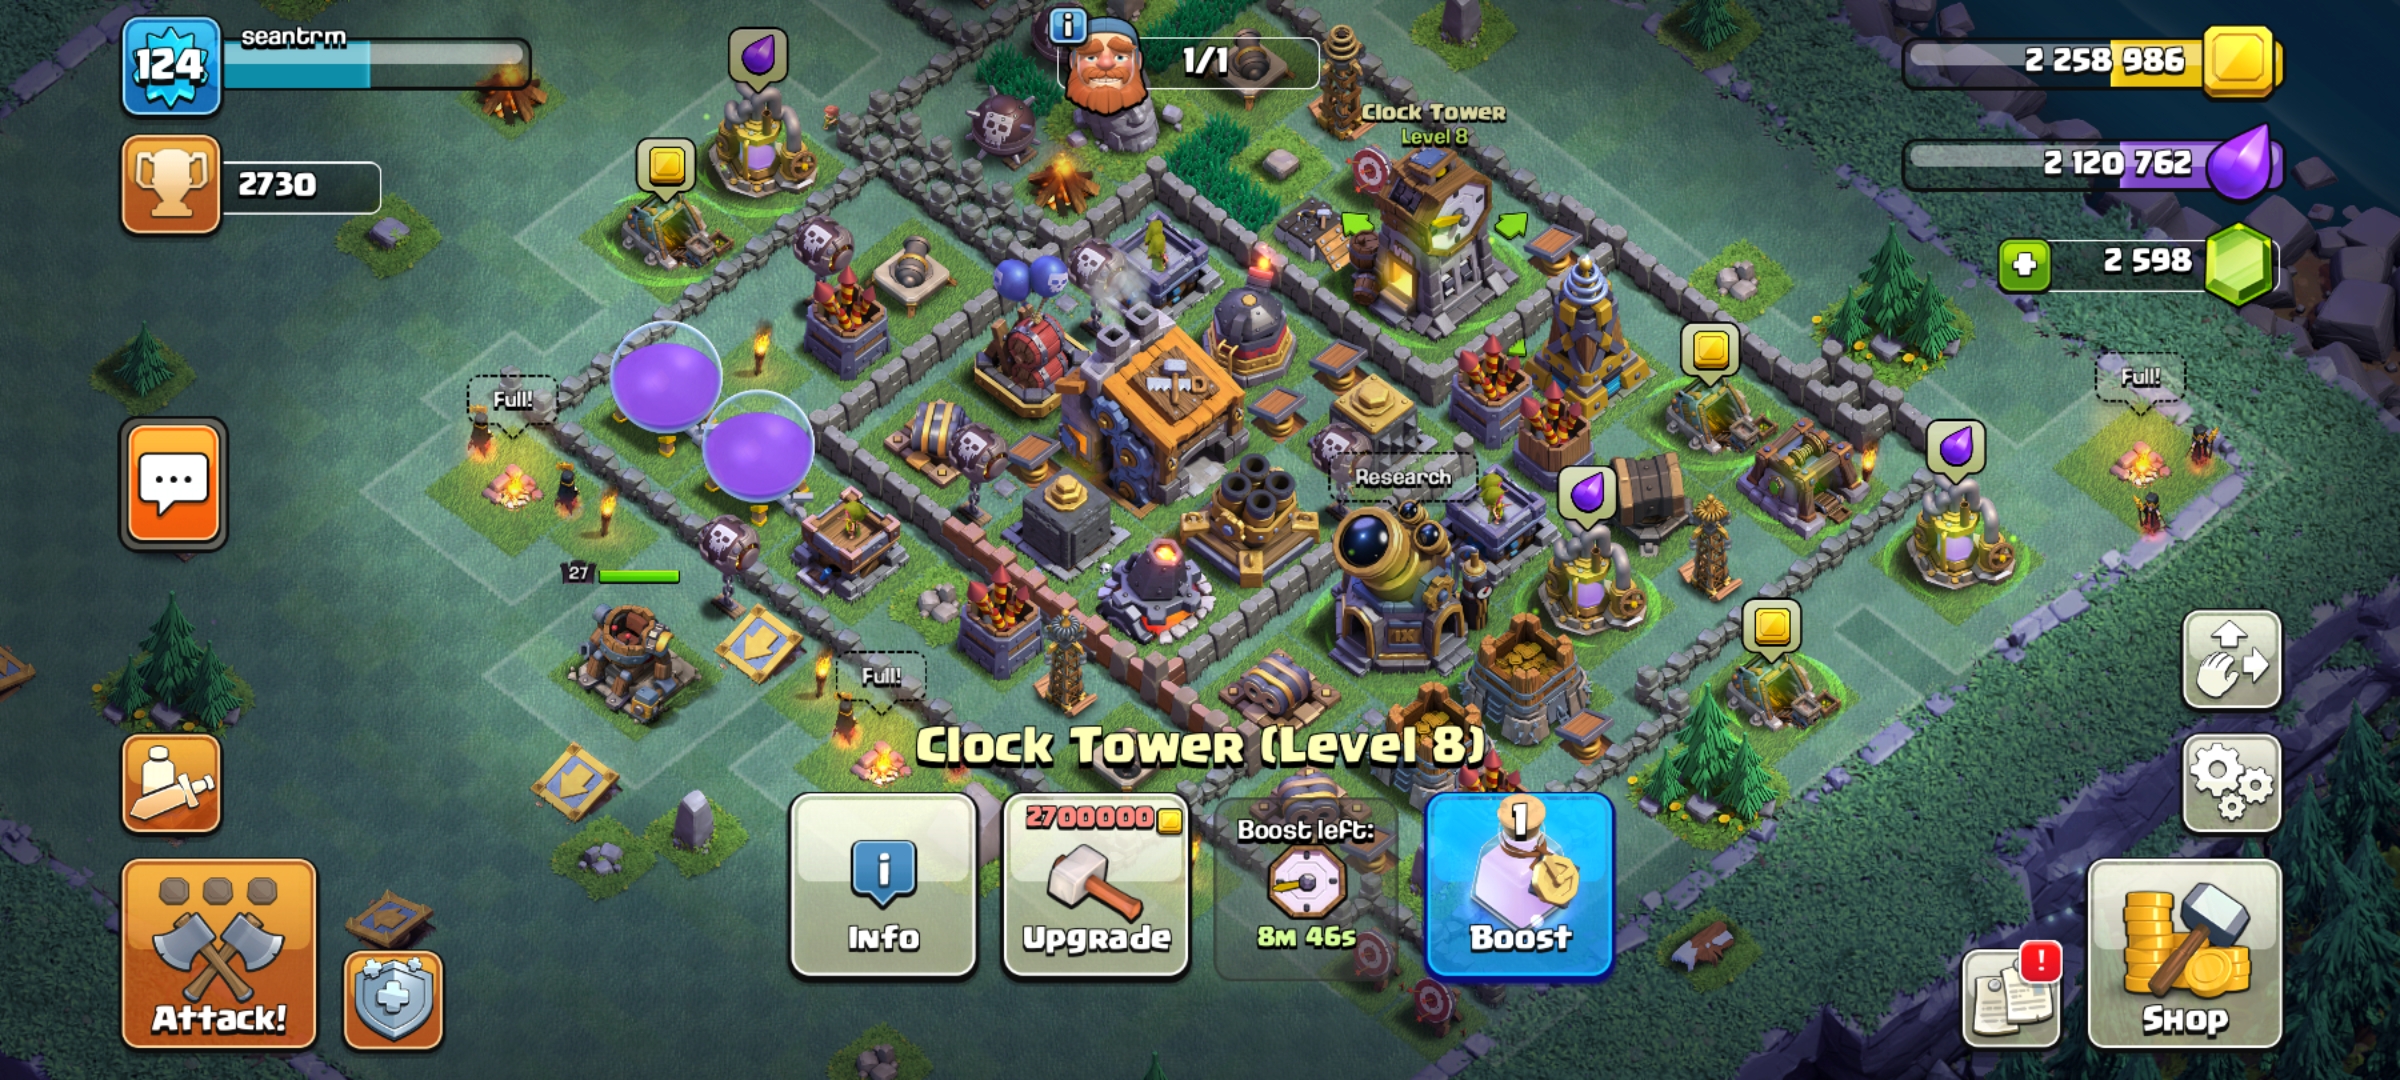 124
seantrm
1/1
2 258 986
Clock Tower
Level 8
2 120 762
2730
2 598
Full!
Full!
Research
27
Full!
Clock Tower (Level 8)
2700000
Boost left:
1
Info
Upgrade
8M 46s
Boost
!
Attack!
Shop